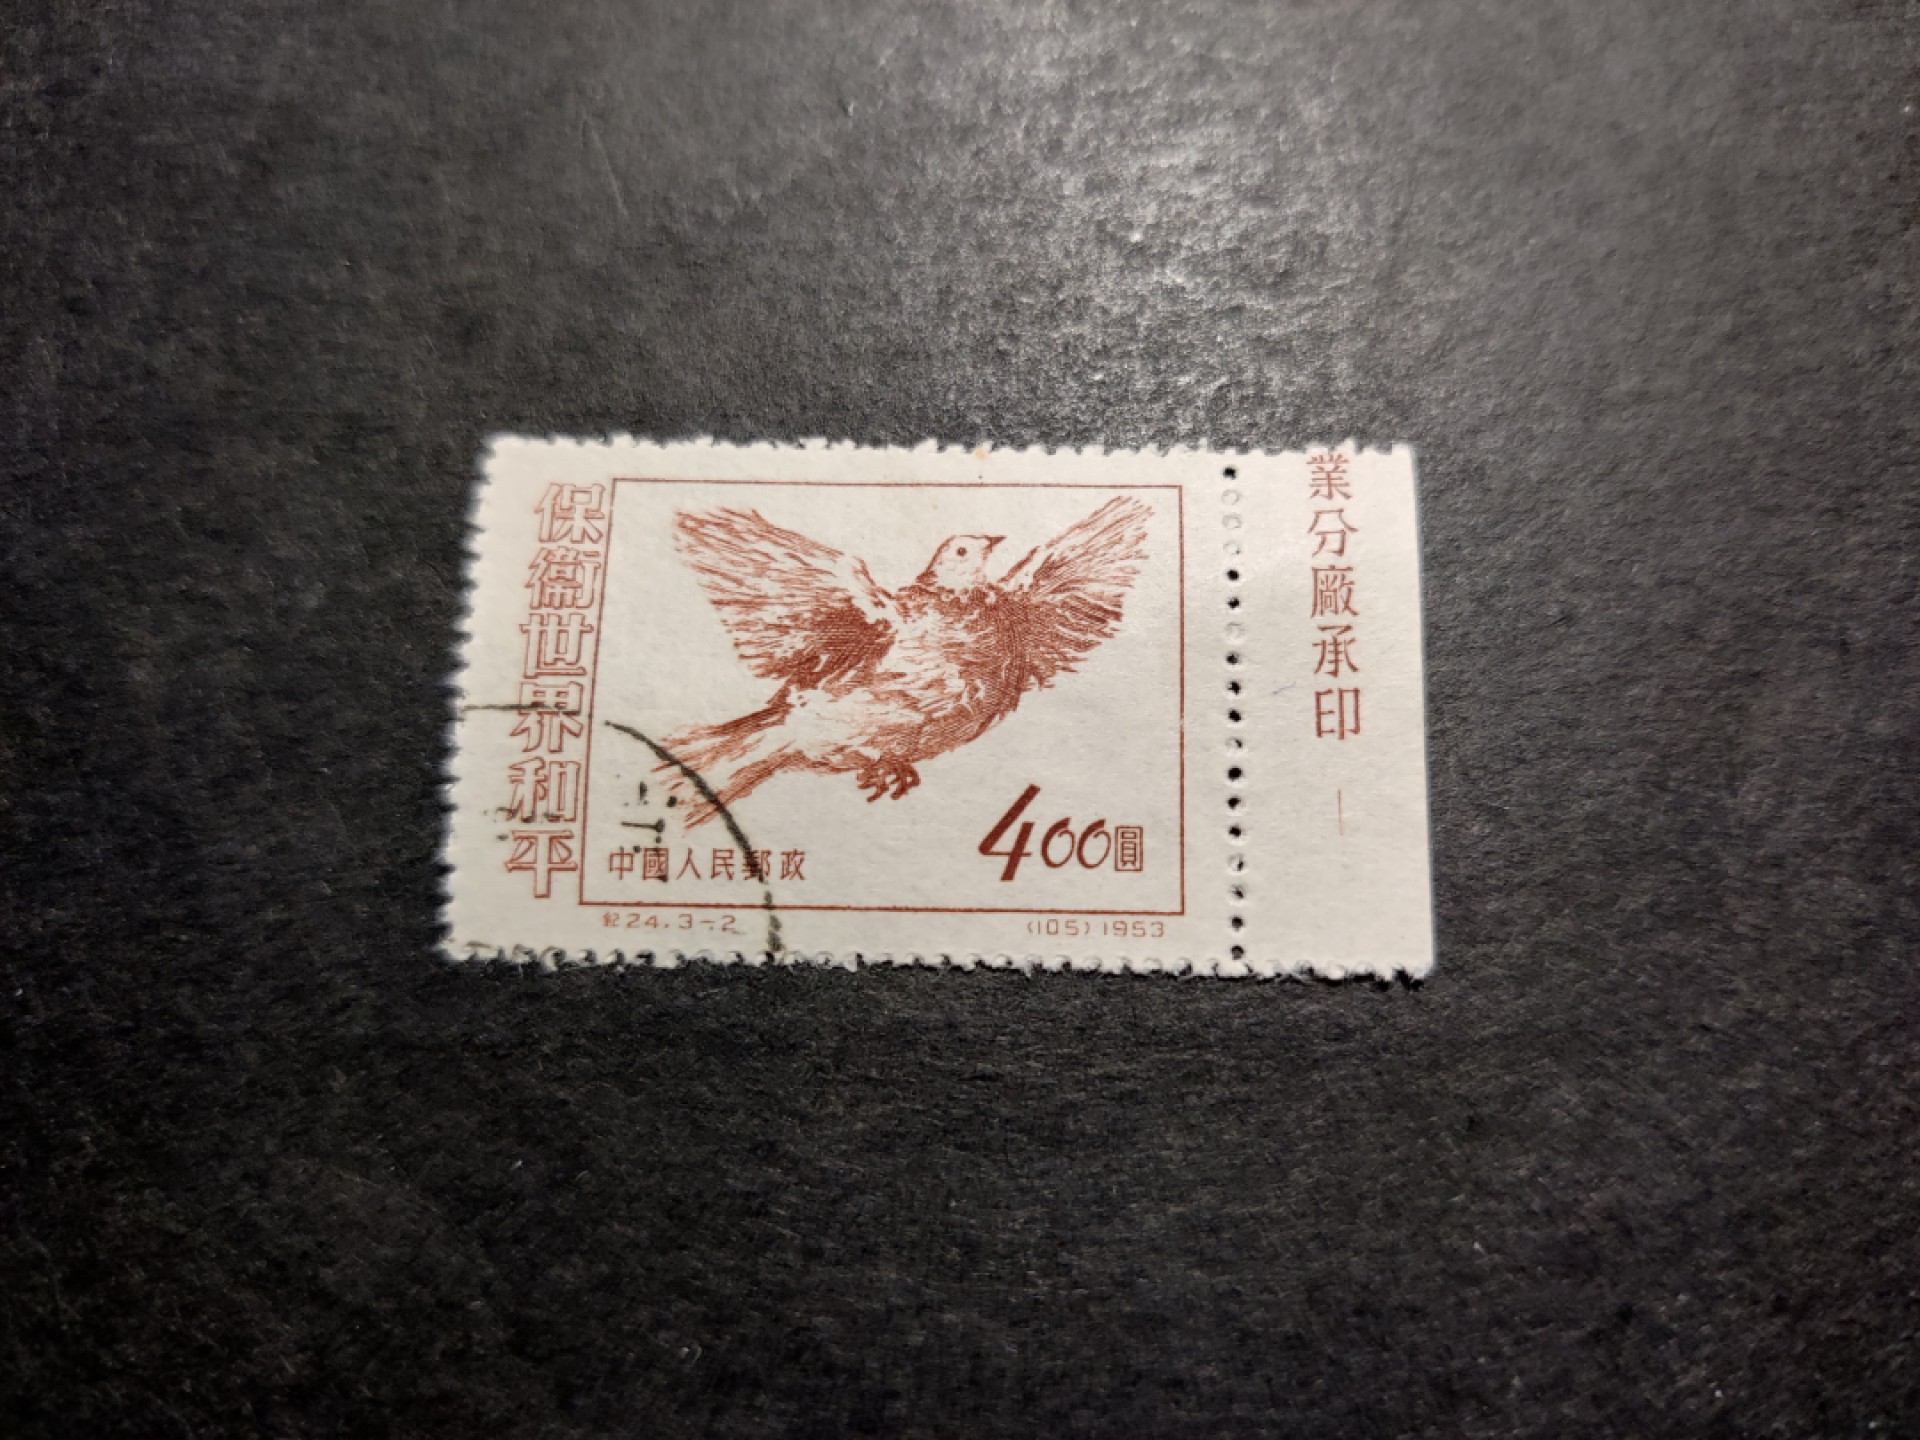 保衞世界和平
中國人民郵政
400圓
紀24.3-2
(105)1953
業分廠承印